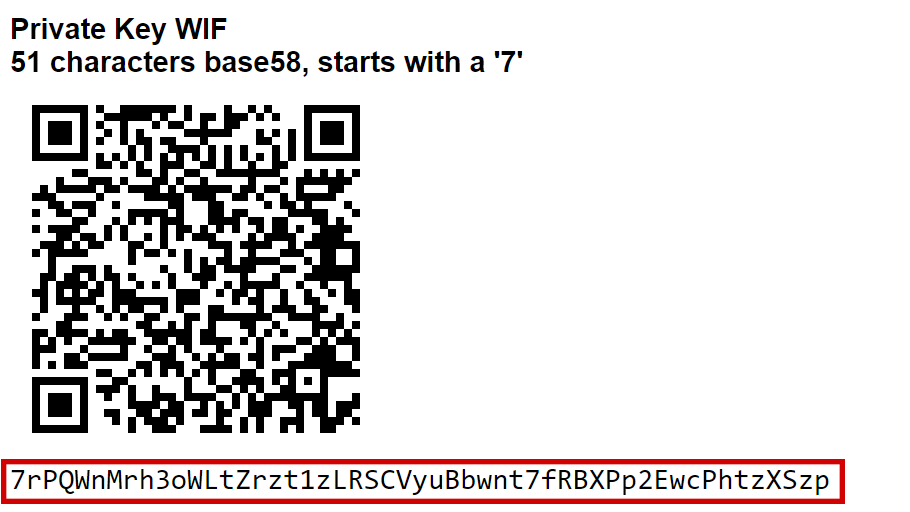 Private Key WIF
51 characters base58, starts with a '7'
7rPQWnMrh3oWLtZrzt1zLRSCVyuBbwnt7fRBXPp2EwcPhtzXSzp